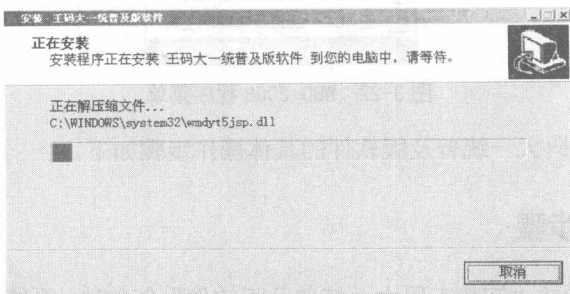 安装 - 王码大一统普及版软件
正在安装
安装程序正在安装 王码大一统普及版软件 到您的电脑中，请等待。
正在解压缩文件...
C:\WINDOWS\system32\wmdyt5jsp.dll
取消